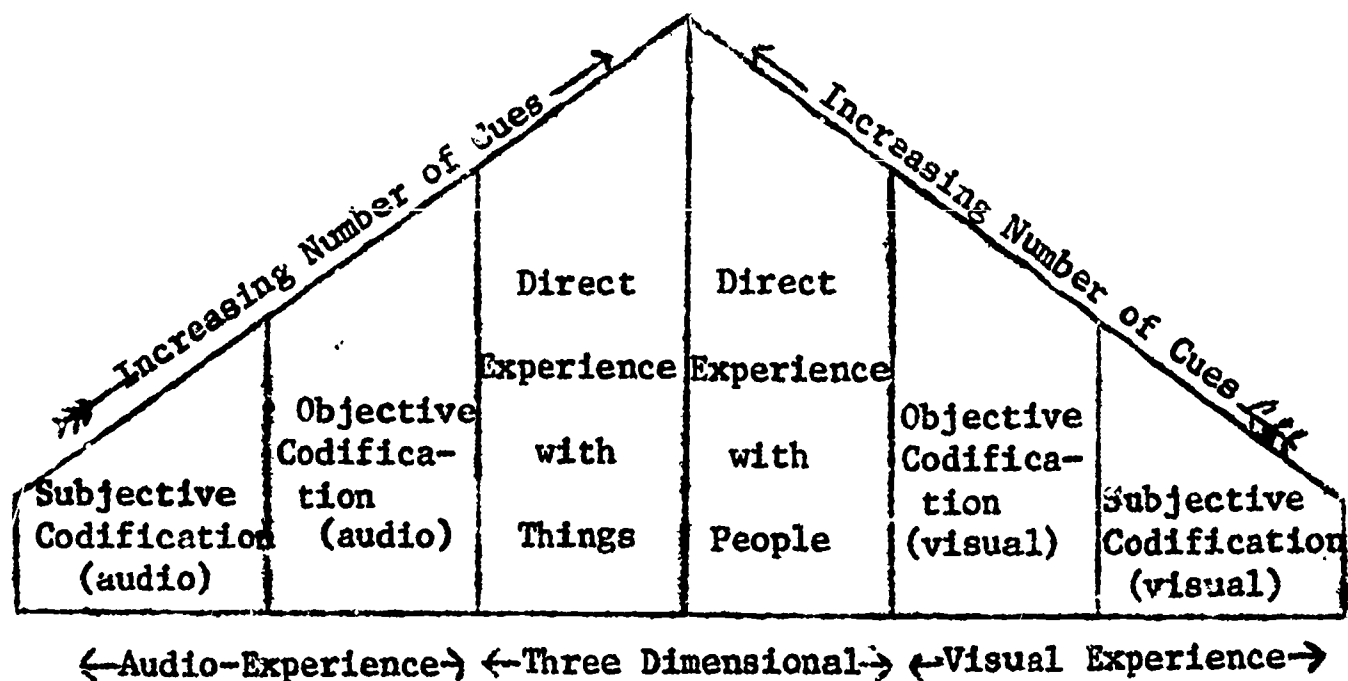 Increasing Number of Cues
Increasing Number of Cues
Subjective
Codification
(audio)
Objective
Codifica-
tion
(audio)
Direct
Experience
with
Things
Direct
Experience
with
People
Objective
Codifica-
tion
(visual)
Subjective
Codification
(visual)
Audio-Experience
Three Dimensional
Visual Experience